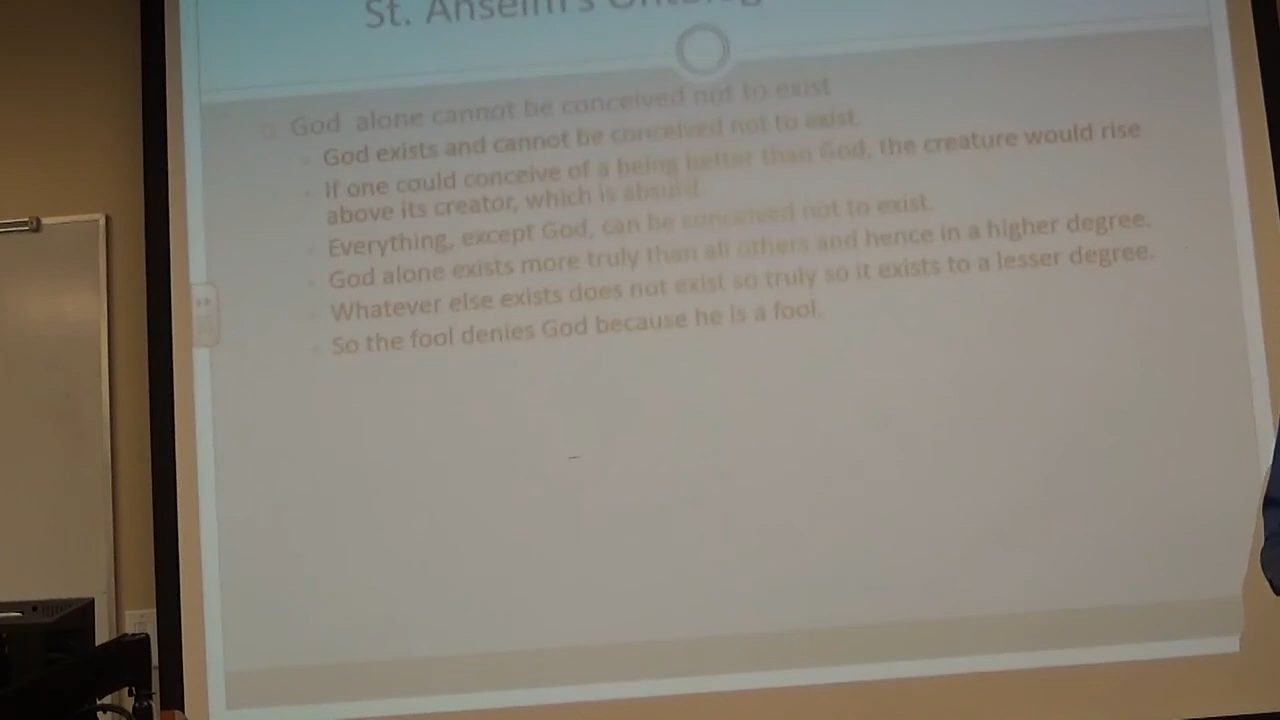 St. Anselm's Ontolog
God alone cannot be conceived not to exist
God exists and cannot be conceived not to exist.
If one could conceive of a being better than God, the creature would rise
above its creator, which is absurd.
Everything, except God, can be conceived not to exist.
God alone exists more truly than all others and hence in a higher degree.
Whatever else exists does not exist so truly so it exists to a lesser degree.
So the fool denies God because he is a fool.